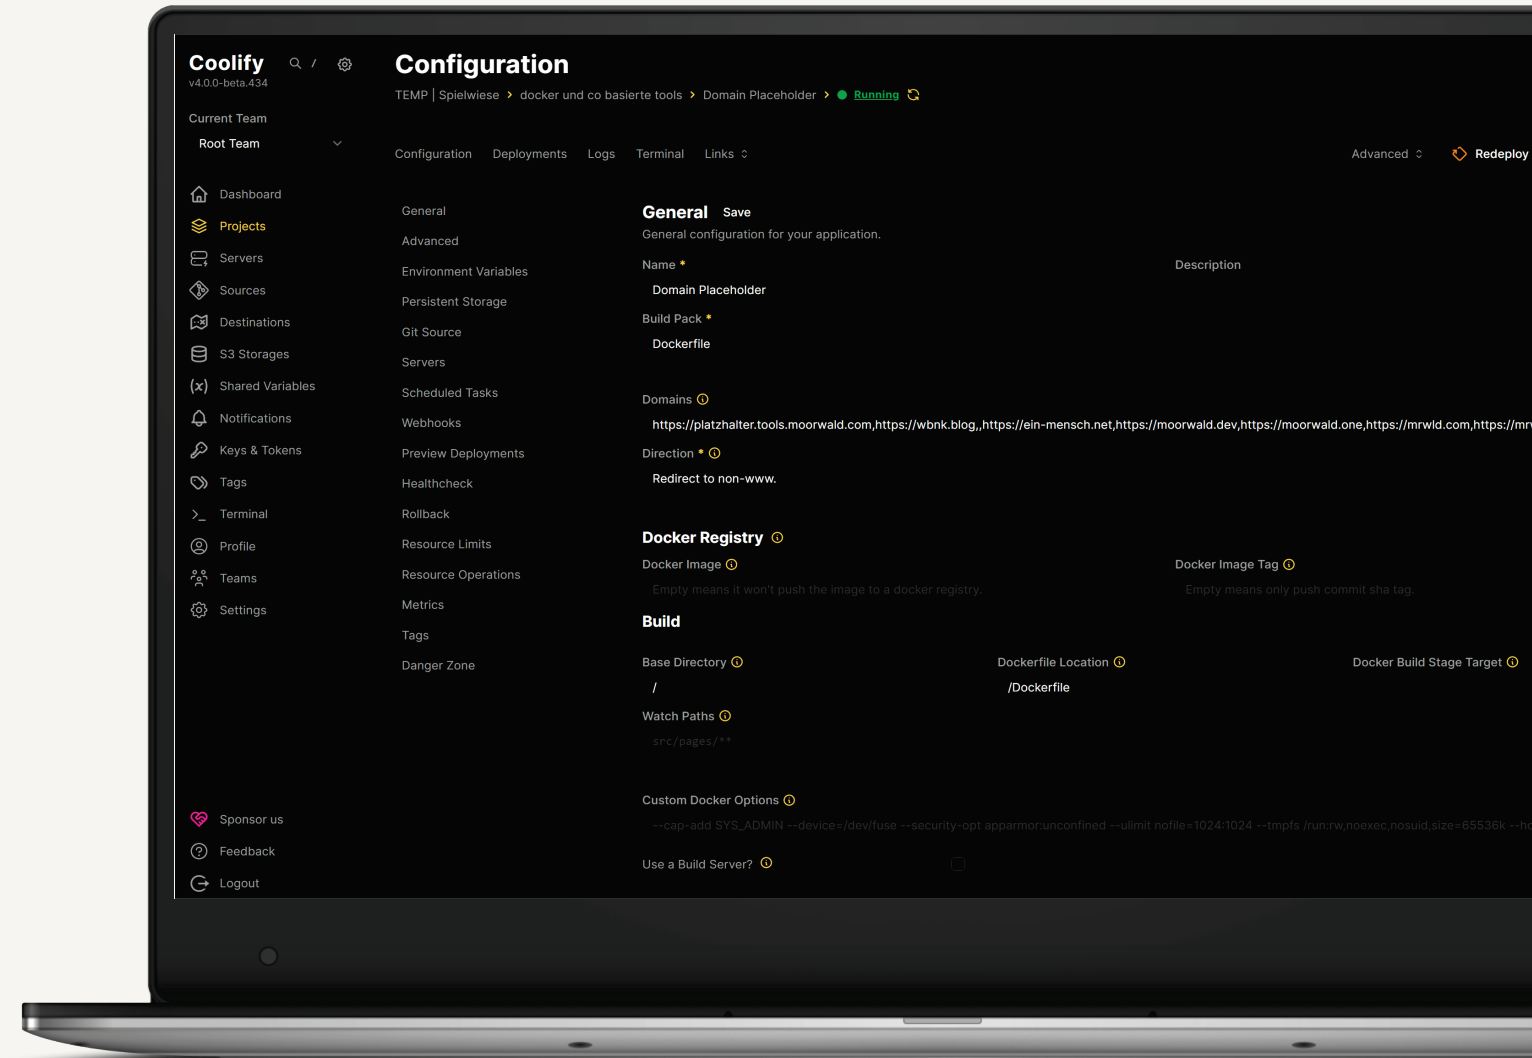 Coolify /
v4.0.0-beta.434
Current Team
Root Team
Dashboard
Projects
Servers
Sources
Destinations
S3 Storages
Shared Variables
Notifications
Keys & Tokens
Tags
Terminal
Profile
Teams
Settings
Sponsor us
Feedback
Logout
Configuration
TEMP | Spielwiese > docker und co basierte tools > Domain Placeholder > Running
Configuration Deployments Logs Terminal Links
Advanced Redeploy
General
Advanced
Environment Variables
Persistent Storage
Git Source
Servers
Scheduled Tasks
Webhooks
Preview Deployments
Healthcheck
Rollback
Resource Limits
Resource Operations
Metrics
Tags
Danger Zone
General Save
General configuration for your application.
Name * Description
Domain Placeholder
Build Pack *
Dockerfile
Domains
https://platzhalter.tools.moorwald.com,https://wbnk.blog,,https://ein-mensch.net,https://moorwald.dev,https://moorwald.one,https://mrwld.com,https://mr
Direction *
Redirect to non-www.
Docker Registry
Docker Image Docker Image Tag
Empty means it won't push the image to a docker registry. Empty means only push commit sha tag.
Build
Base Directory Dockerfile Location Docker Build Stage Target
/ /Dockerfile
Watch Paths
src/pages/**
Custom Docker Options
--cap-add SYS_ADMIN --device=/dev/fuse --security-opt apparmor:unconfined --ulimit nofile=1024:1024 --tmpfs /run:rw,noexec,nosuid,size=65536k --ho
Use a Build Server?